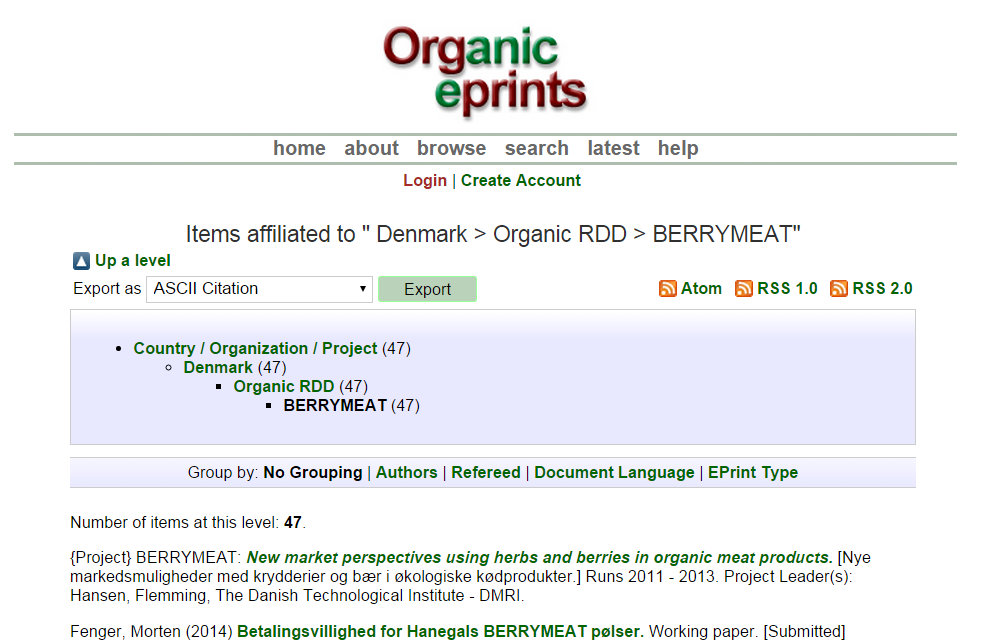 Organic
eprints
home about browse search latest help
Login | Create Account
Items affiliated to " Denmark > Organic RDD > BERRYMEAT"
Up a level
Export as ASCII Citation Export Atom RSS 1.0 RSS 2.0
Country / Organization / Project (47)
Denmark (47)
Organic RDD (47)
BERRYMEAT (47)
Group by: No Grouping | Authors | Refereed | Document Language | EPrint Type
Number of items at this level: 47.
{Project} BERRYMEAT: New market perspectives using herbs and berries in organic meat products. [Nye
markedsmuligheder med krydderier og bær i økologiske kødprodukter.] Runs 2011 - 2013. Project Leader(s):
Hansen, Flemming, The Danish Technological Institute - DMRI.
Fenger, Morten (2014) Betalingsvillighed for Hanegals BERRYMEAT pølser. Working paper. [Submitted]